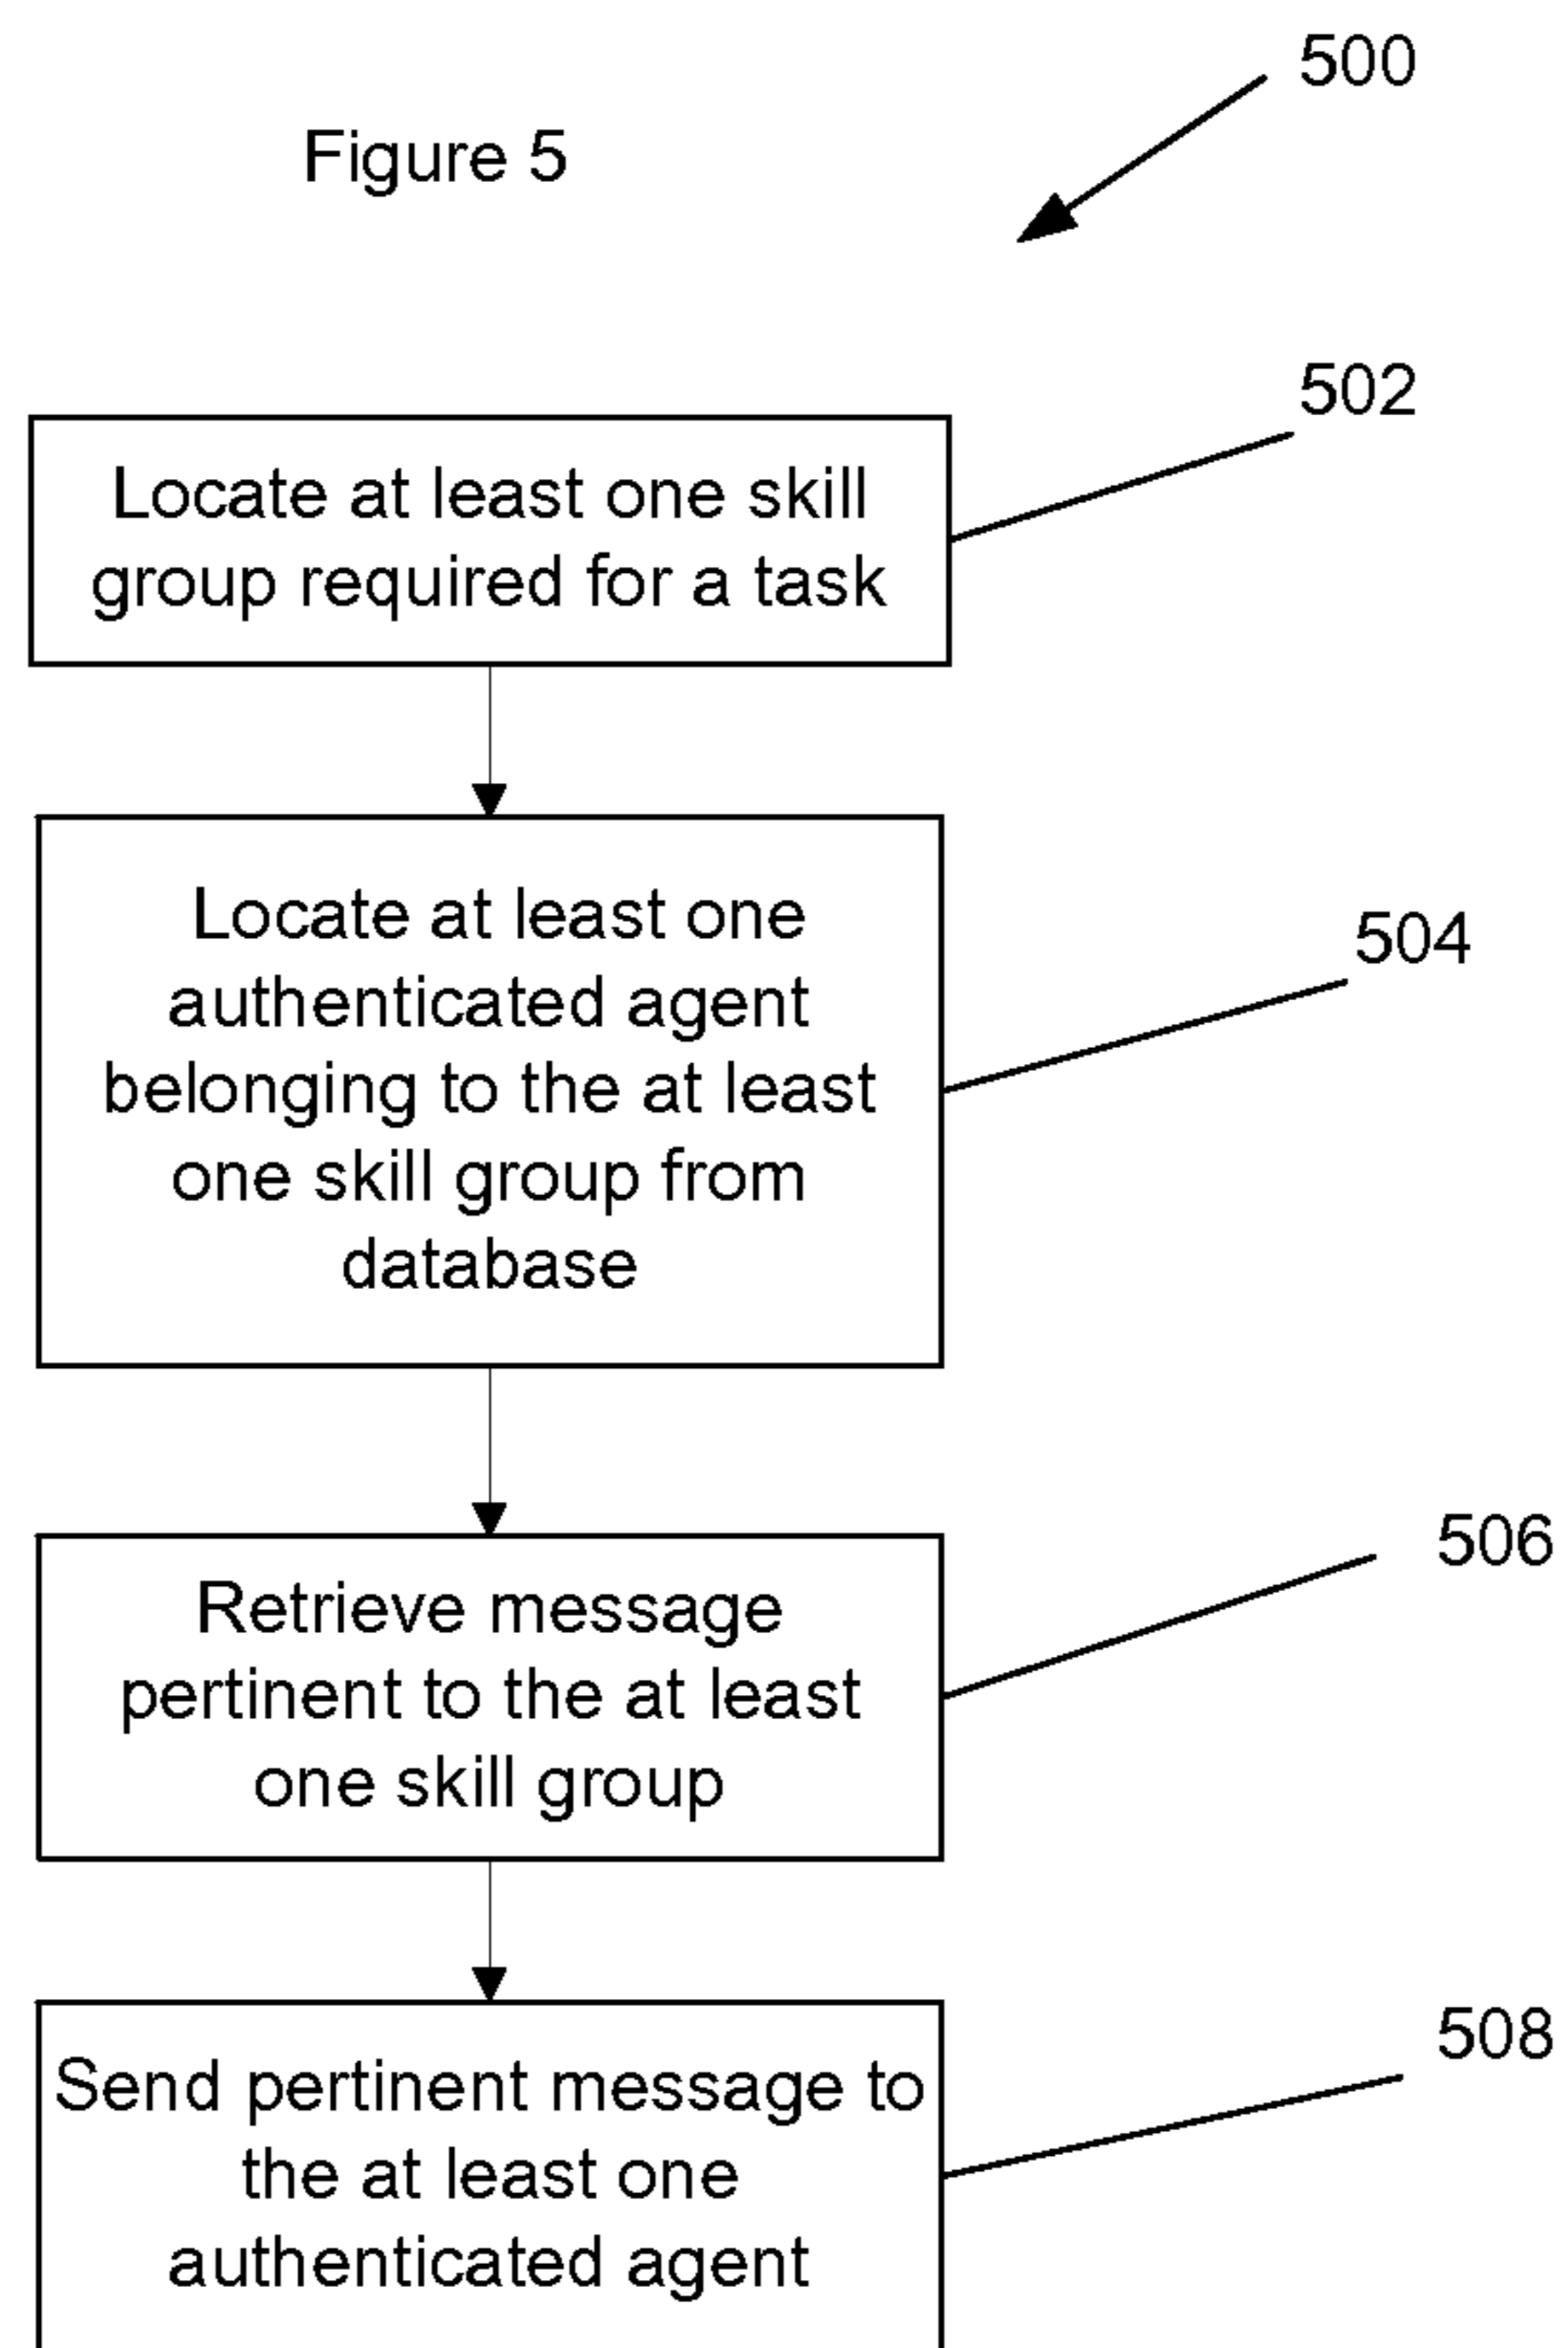 500
Figure 5
502
Locate at least one skill
group required for a task
504
Locate at least one
authenticated agent
belonging to the at least
one skill group from
database
506
Retrieve message
pertinent to the at least
one skill group
508
Send pertinent message to
the at least one
authenticated agent